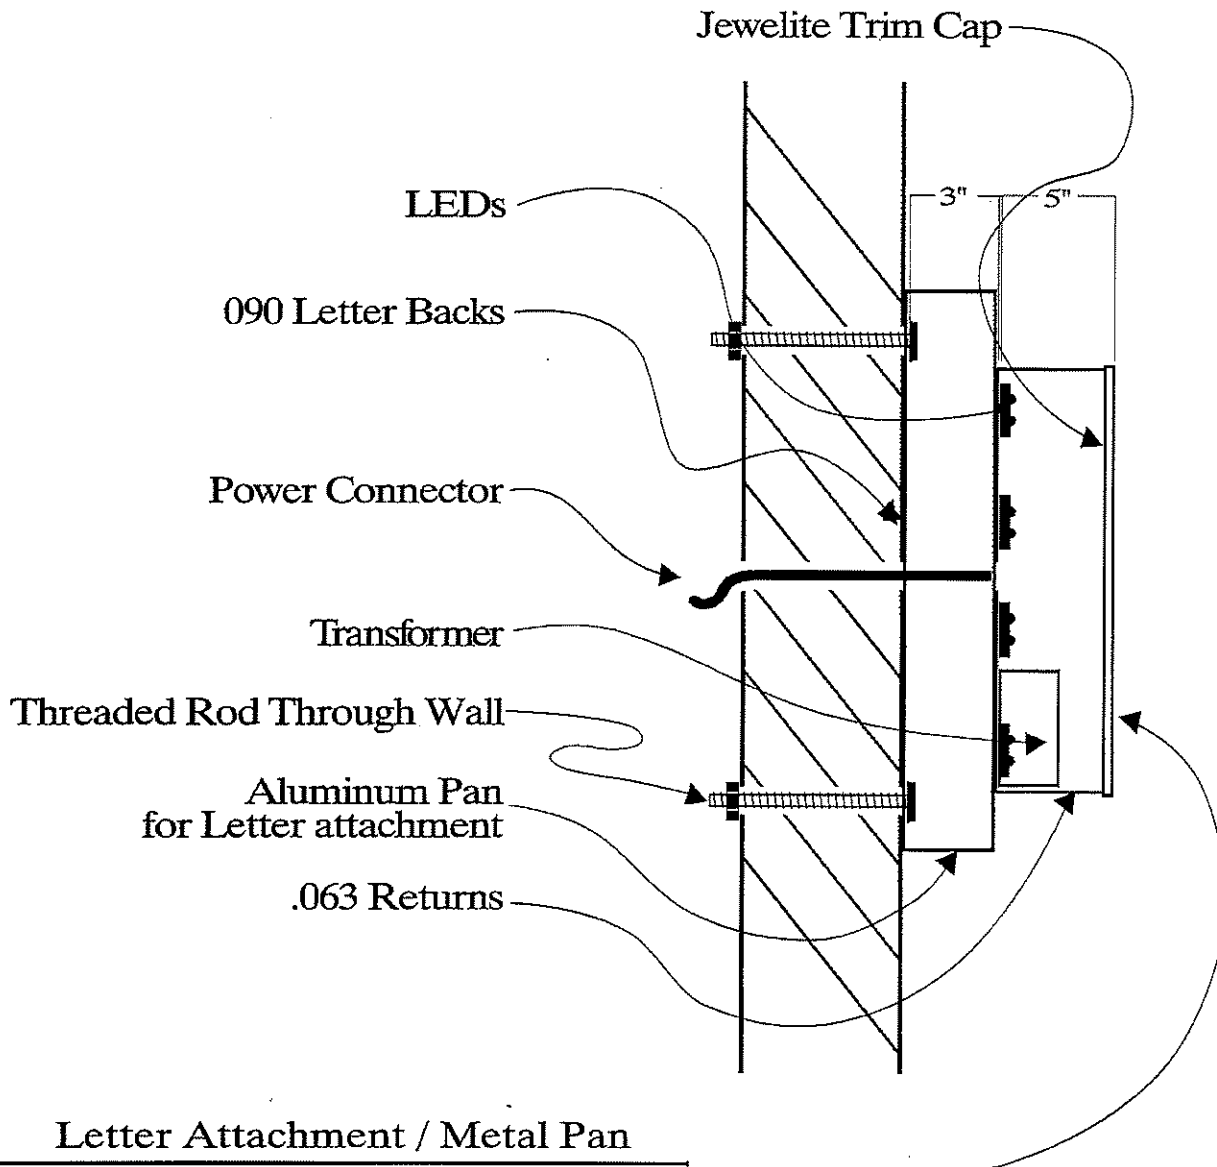 Jewelite Trim Cap
3" 5"
LEDs
090 Letter Backs
Power Connector
Transformer
Threaded Rod Through Wall
Aluminum Pan
for Letter attachment
.063 Returns
Letter Attachment / Metal Pan